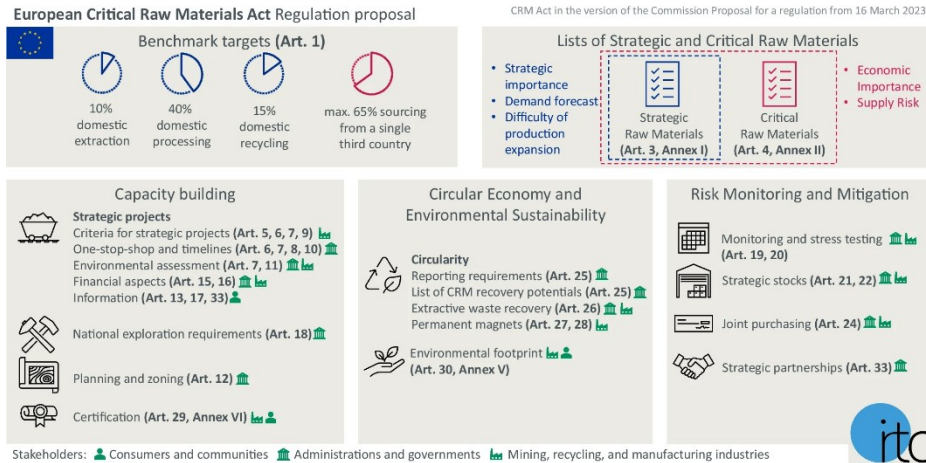 European Critical Raw Materials Act Regulation proposal
CRM Act in the version of the Commission Proposal for a regulation from 16 March 2023
Benchmark targets (Art. 1)
10%
domestic
extraction
40%
domestic
processing
15%
domestic
recycling
max. 65% sourcing
from a single
third country
Lists of Strategic and Critical Raw Materials
• Strategic
importance
• Demand forecast
• Difficulty of
production
expansion
Strategic
Raw Materials
(Art. 3, Annex I)
Critical
Raw Materials
(Art. 4, Annex II)
• Economic
Importance
• Supply Risk
Capacity building
Strategic projects
Criteria for strategic projects (Art. 5, 6, 7, 9)
One-stop-shop and timelines (Art. 6, 7, 8, 10)
Environmental assessment (Art. 7, 11)
Financial aspects (Art. 15, 16)
Information (Art. 13, 17, 33)
National exploration requirements (Art. 18)
Planning and zoning (Art. 12)
Certification (Art. 29, Annex VI)
Circular Economy and
Environmental Sustainability
Circularity
Reporting requirements (Art. 25)
List of CRM recovery potentials (Art. 25)
Extractive waste recovery (Art. 26)
Permanent magnets (Art. 27, 28)
Environmental footprint
(Art. 30, Annex V)
Risk Monitoring and Mitigation
Monitoring and stress testing
(Art. 19, 20)
Strategic stocks (Art. 21, 22)
Joint purchasing (Art. 24)
Strategic partnerships (Art. 33)
Stakeholders: Consumers and communities Administrations and governments Mining, recycling, and manufacturing industries